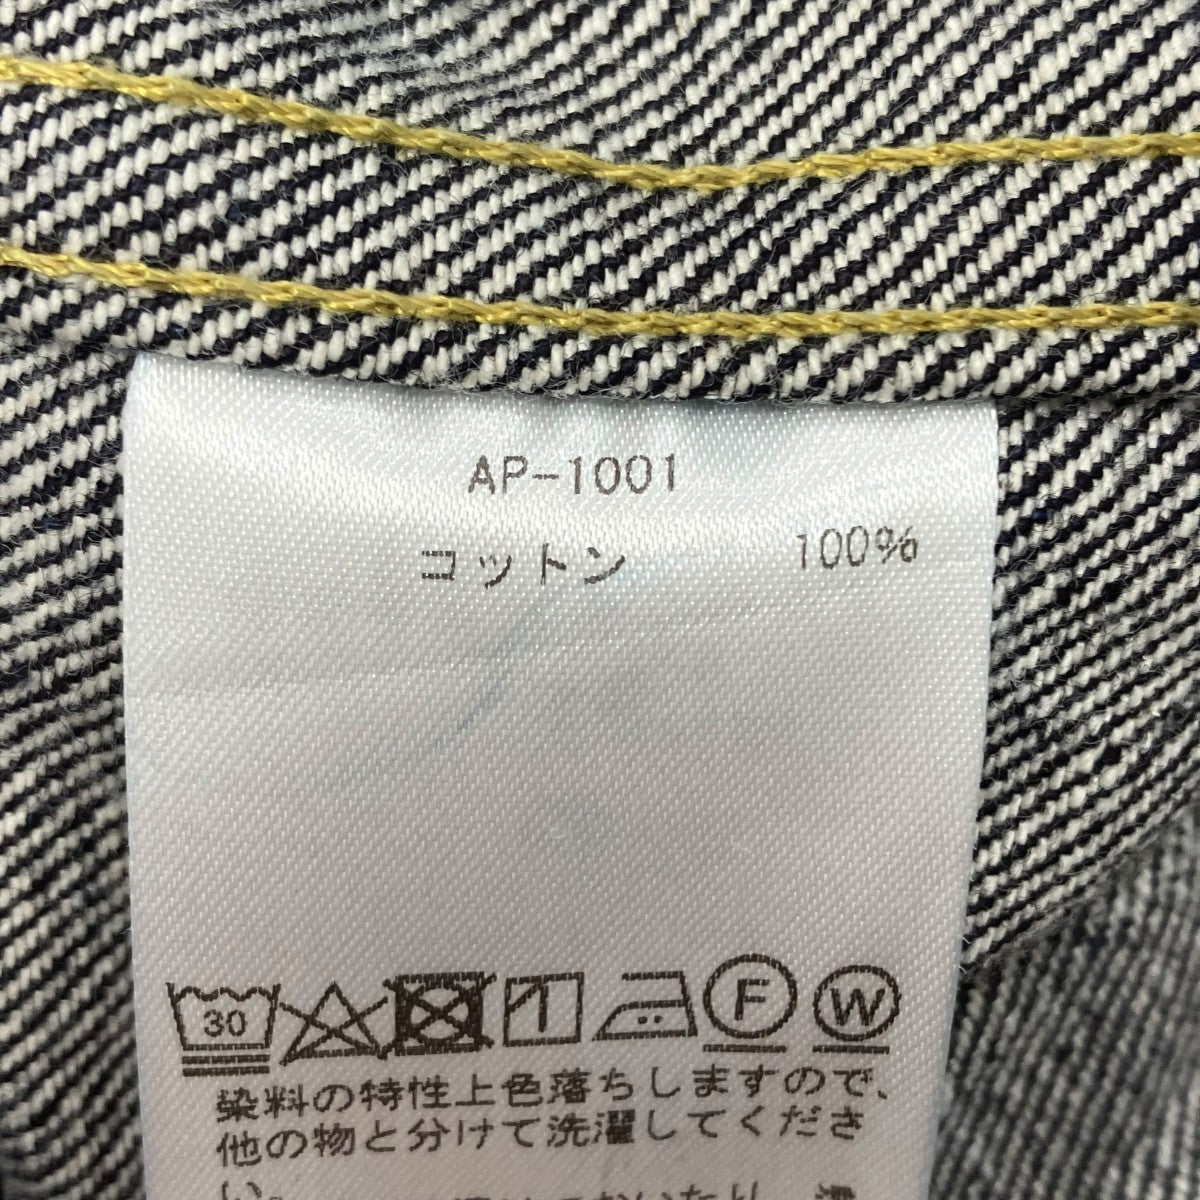 AP-1001
コットン 100%
30 F W
染料の特性上色落ちしますので、
他の物と分けて洗濯してくださ
い。